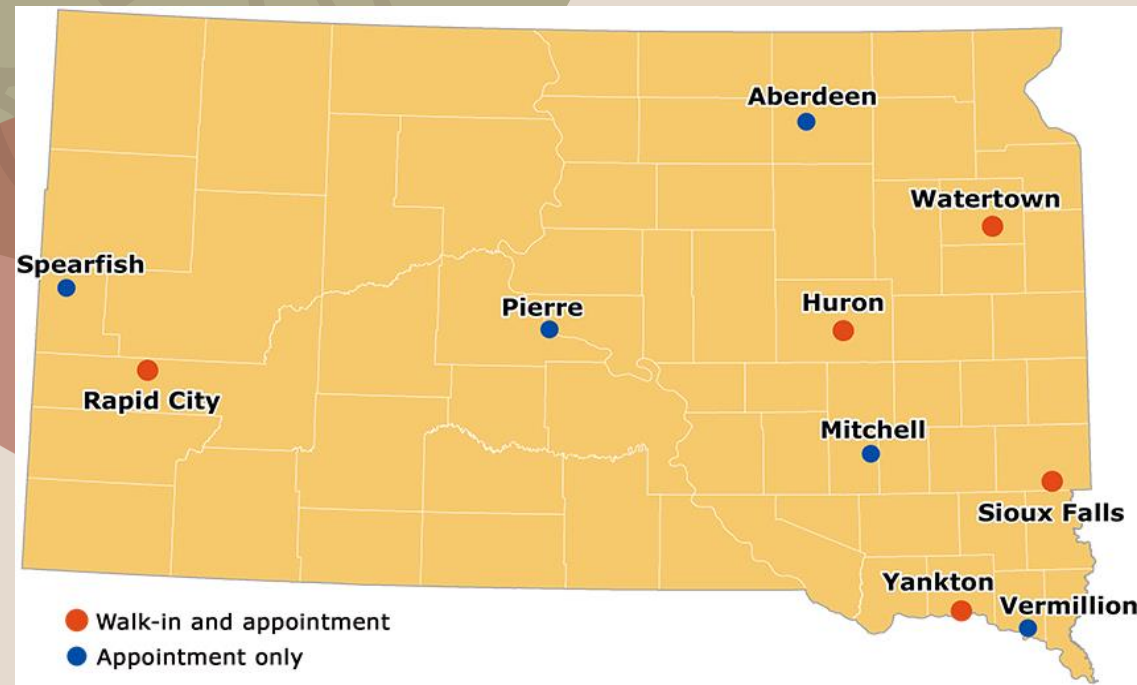 Aberdeen
Watertown
Spearfish
Pierre
Huron
Rapid City
Mitchell
Sioux Falls
Yankton
Vermillion
Walk-in and appointment
Appointment only